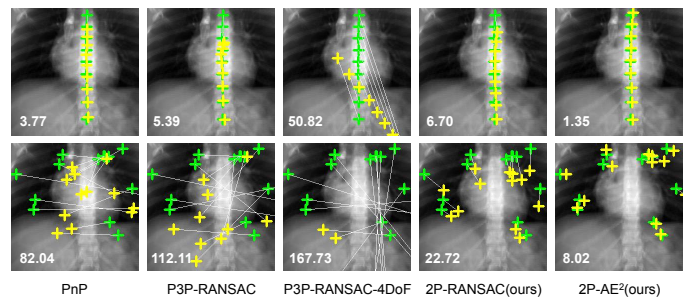 3.77 5.39 50.82 6.70 1.35
82.04 112.11 167.73 22.72 8.02
PnP P3P-RANSAC P3P-RANSAC-4DoF 2P-RANSAC(ours) 2P-AE²(ours)